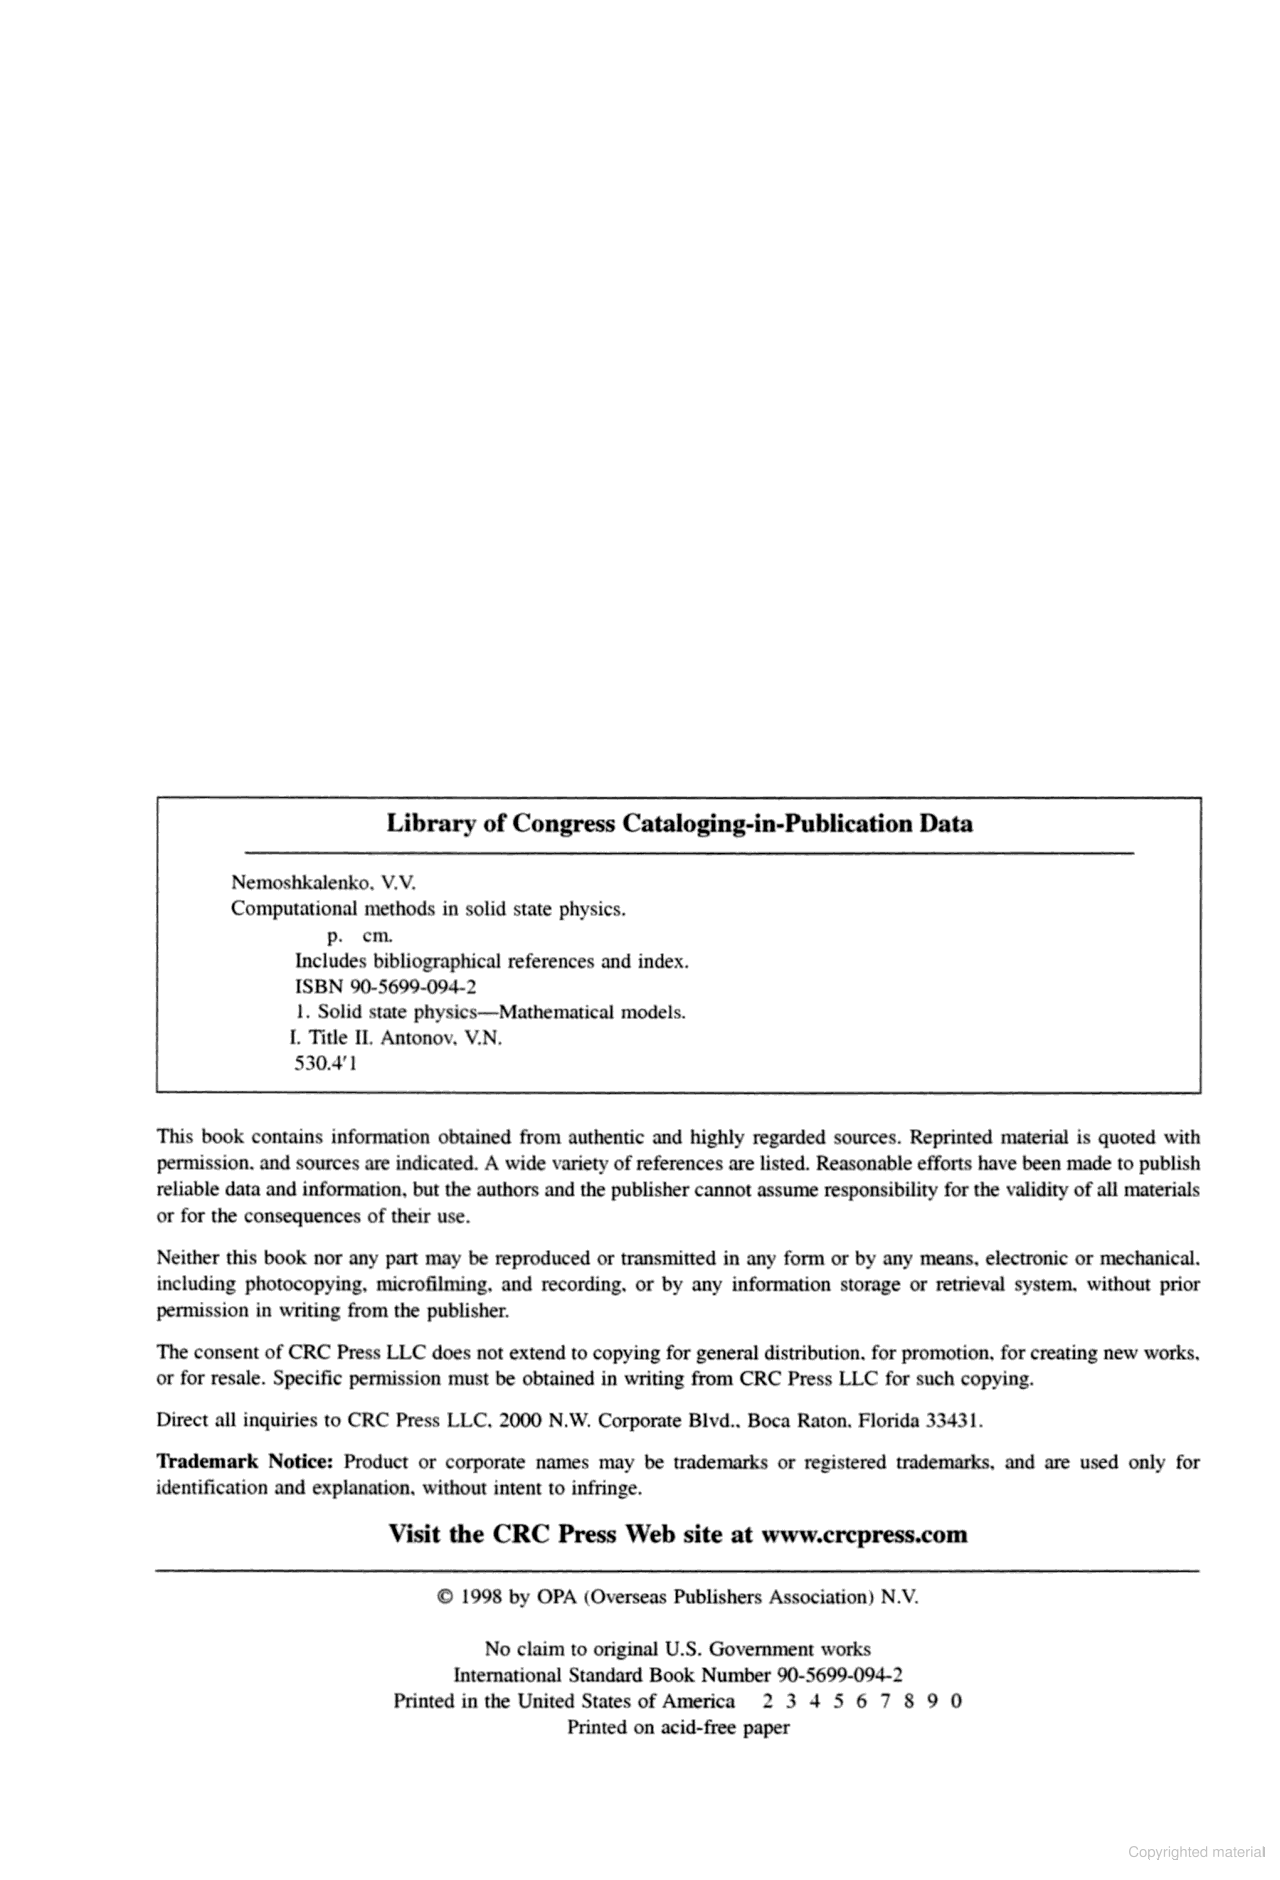 Library of Congress Cataloging-in-Publication Data
Nemoshkalenko, V.V.
Computational methods in solid state physics.
p. cm.
Includes bibliographical references and index.
ISBN 90-5699-094-2
1. Solid state physics—Mathematical models.
I. Title II. Antonov, V.N.
530.4′1
This book contains information obtained from authentic and highly regarded sources. Reprinted material is quoted with
permission, and sources are indicated. A wide variety of references are listed. Reasonable efforts have been made to publish
reliable data and information, but the authors and the publisher cannot assume responsibility for the validity of all materials
or for the consequences of their use.
Neither this book nor any part may be reproduced or transmitted in any form or by any means, electronic or mechanical,
including photocopying, microfilming, and recording, or by any information storage or retrieval system, without prior
permission in writing from the publisher.
The consent of CRC Press LLC does not extend to copying for general distribution, for promotion, for creating new works,
or for resale. Specific permission must be obtained in writing from CRC Press LLC for such copying.
Direct all inquiries to CRC Press LLC, 2000 N.W. Corporate Blvd., Boca Raton, Florida 33431.
Trademark Notice: Product or corporate names may be trademarks or registered trademarks, and are used only for
identification and explanation, without intent to infringe.
Visit the CRC Press Web site at www.crcpress.com
© 1998 by OPA (Overseas Publishers Association) N.V.
No claim to original U.S. Government works
International Standard Book Number 90-5699-094-2
Printed in the United States of America 2 3 4 5 6 7 8 9 0
Printed on acid-free paper
Copyrighted material